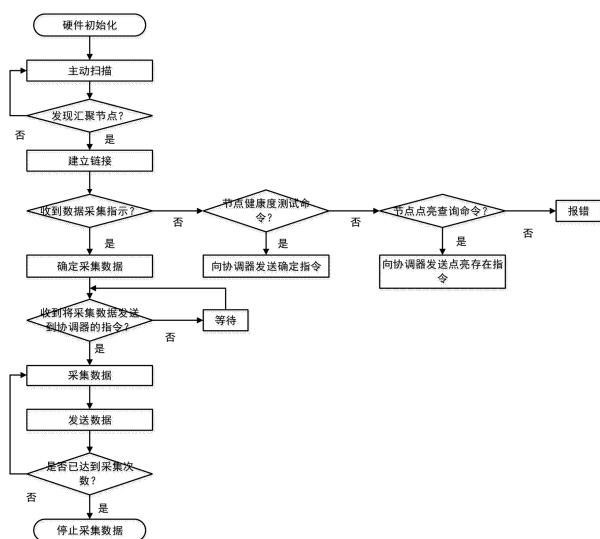 硬件初始化
主动扫描
发现汇聚节点？
否
是
建立链接
收到数据采集指示？
否
节点健康度测试命
令？
否
节点点亮查询命令？
否
报错
是
是
是
确定采集数据
向协调器发送确定指令
向协调器发送点亮存在指
令
收到将采集数据发送
到协调器的指令？
否
等待
是
采集数据
发送数据
是否已达到采集次
数？
否
是
停止采集数据